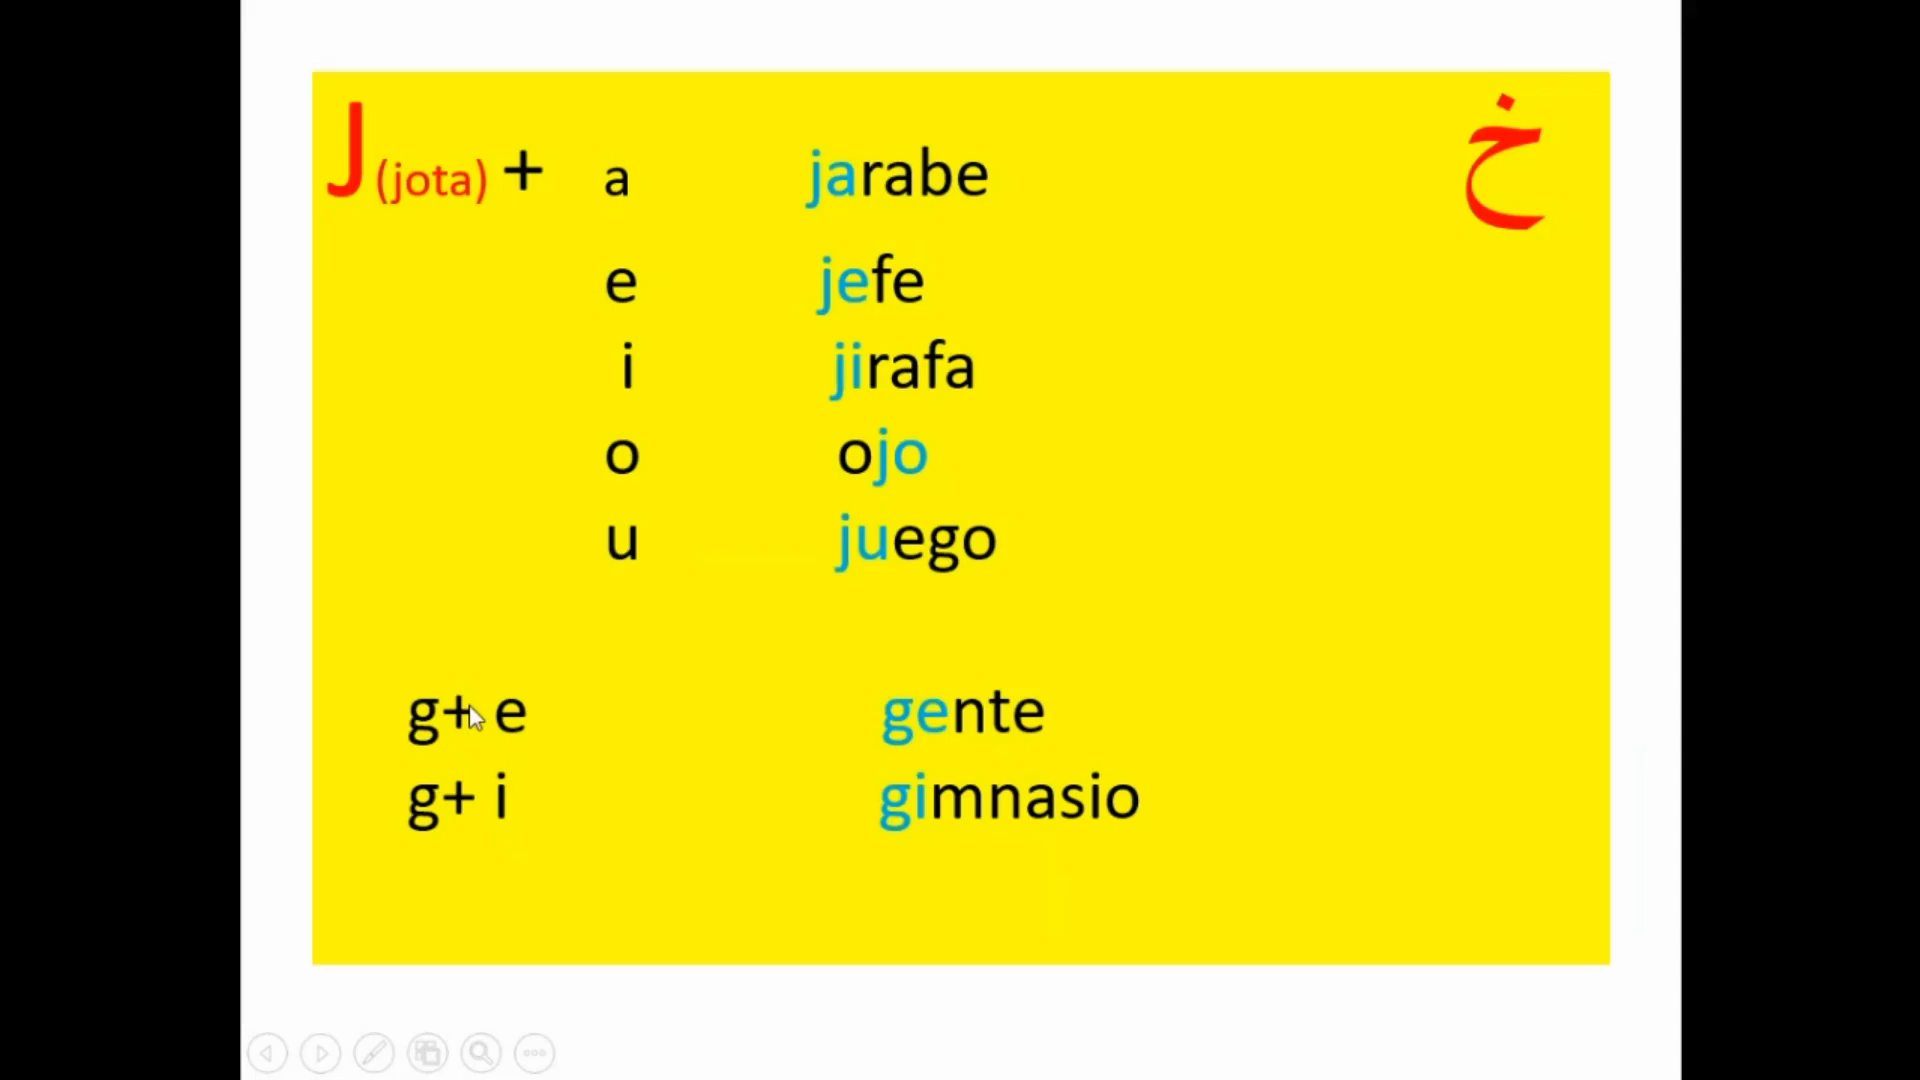 J (jota) + a jarabe خ
e jefe
i jirafa
o ojo
u juego
g+ e gente
g+ i gimnasio